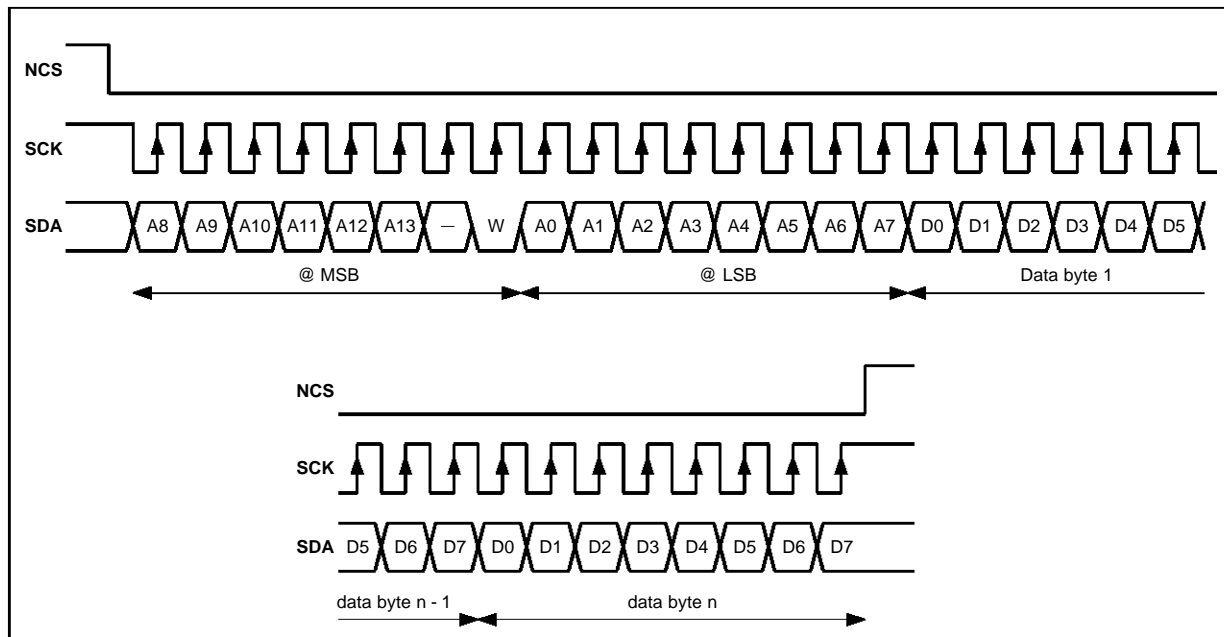 NCS
SCK
SDA A8 A9 A10 A11 A12 A13 — W A0 A1 A2 A3 A4 A5 A6 A7 D0 D1 D2 D3 D4 D5
@ MSB @ LSB Data byte 1
NCS
SCK
SDA D5 D6 D7 D0 D1 D2 D3 D4 D5 D6 D7
data byte n - 1 data byte n